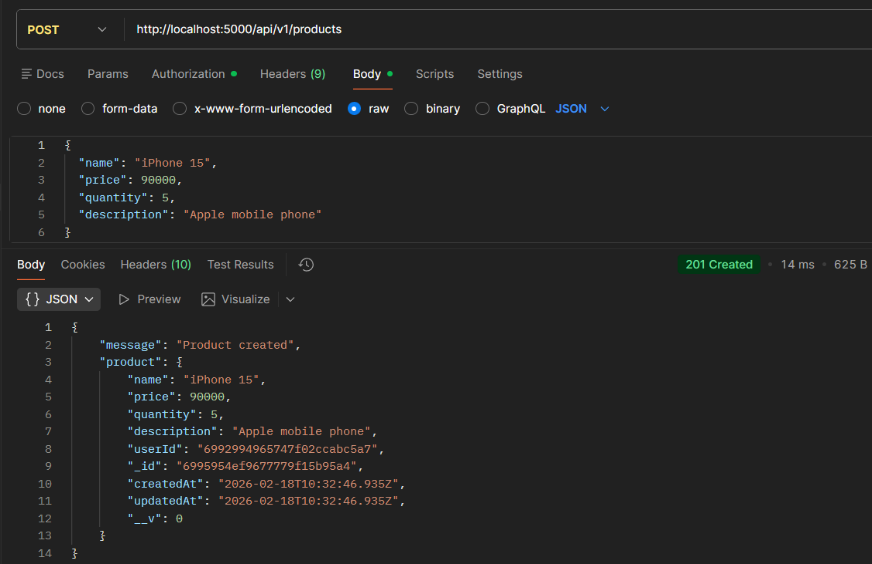 POST http://localhost:5000/api/v1/products
Docs Params Authorization Headers (9) Body Scripts Settings
none form-data x-www-form-urlencoded raw binary GraphQL JSON
1 {
2 "name": "iPhone 15",
3 "price": 90000,
4 "quantity": 5,
5 "description": "Apple mobile phone"
6 }
Body Cookies Headers (10) Test Results 201 Created • 14 ms • 625 B
{} JSON Preview Visualize
1 {
2 "message": "Product created",
3 "product": {
4 "name": "iPhone 15",
5 "price": 90000,
6 "quantity": 5,
7 "description": "Apple mobile phone",
8 "userId": "6992994965747f02ccabc5a7",
9 "_id": "6995954ef9677779f15b95a4",
10 "createdAt": "2026-02-18T10:32:46.935Z",
11 "updatedAt": "2026-02-18T10:32:46.935Z",
12 "__v": 0
13 }
14 }